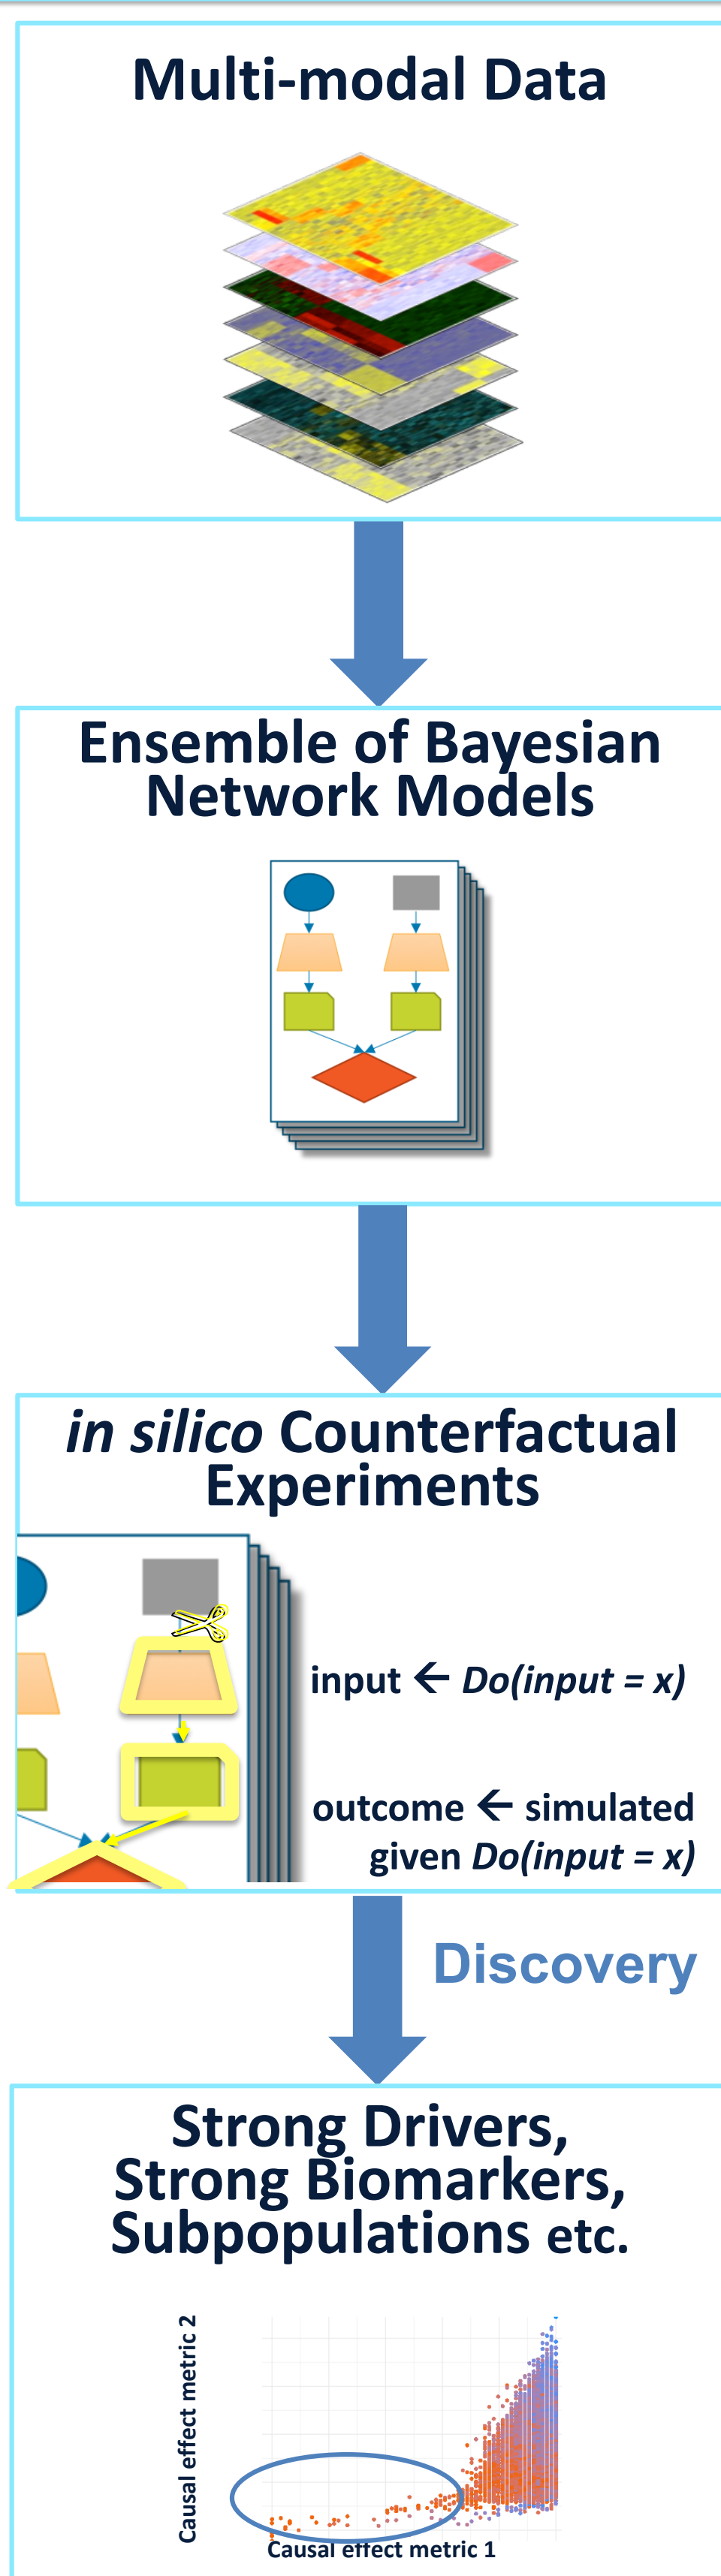 Multi-modal Data
Ensemble of Bayesian
Network Models
in silico Counterfactual
Experiments
input ← Do(input = x)
outcome ← simulated
given Do(input = x)
Discovery
Strong Drivers,
Strong Biomarkers,
Subpopulations etc.
Causal effect metric 2
Causal effect metric 1